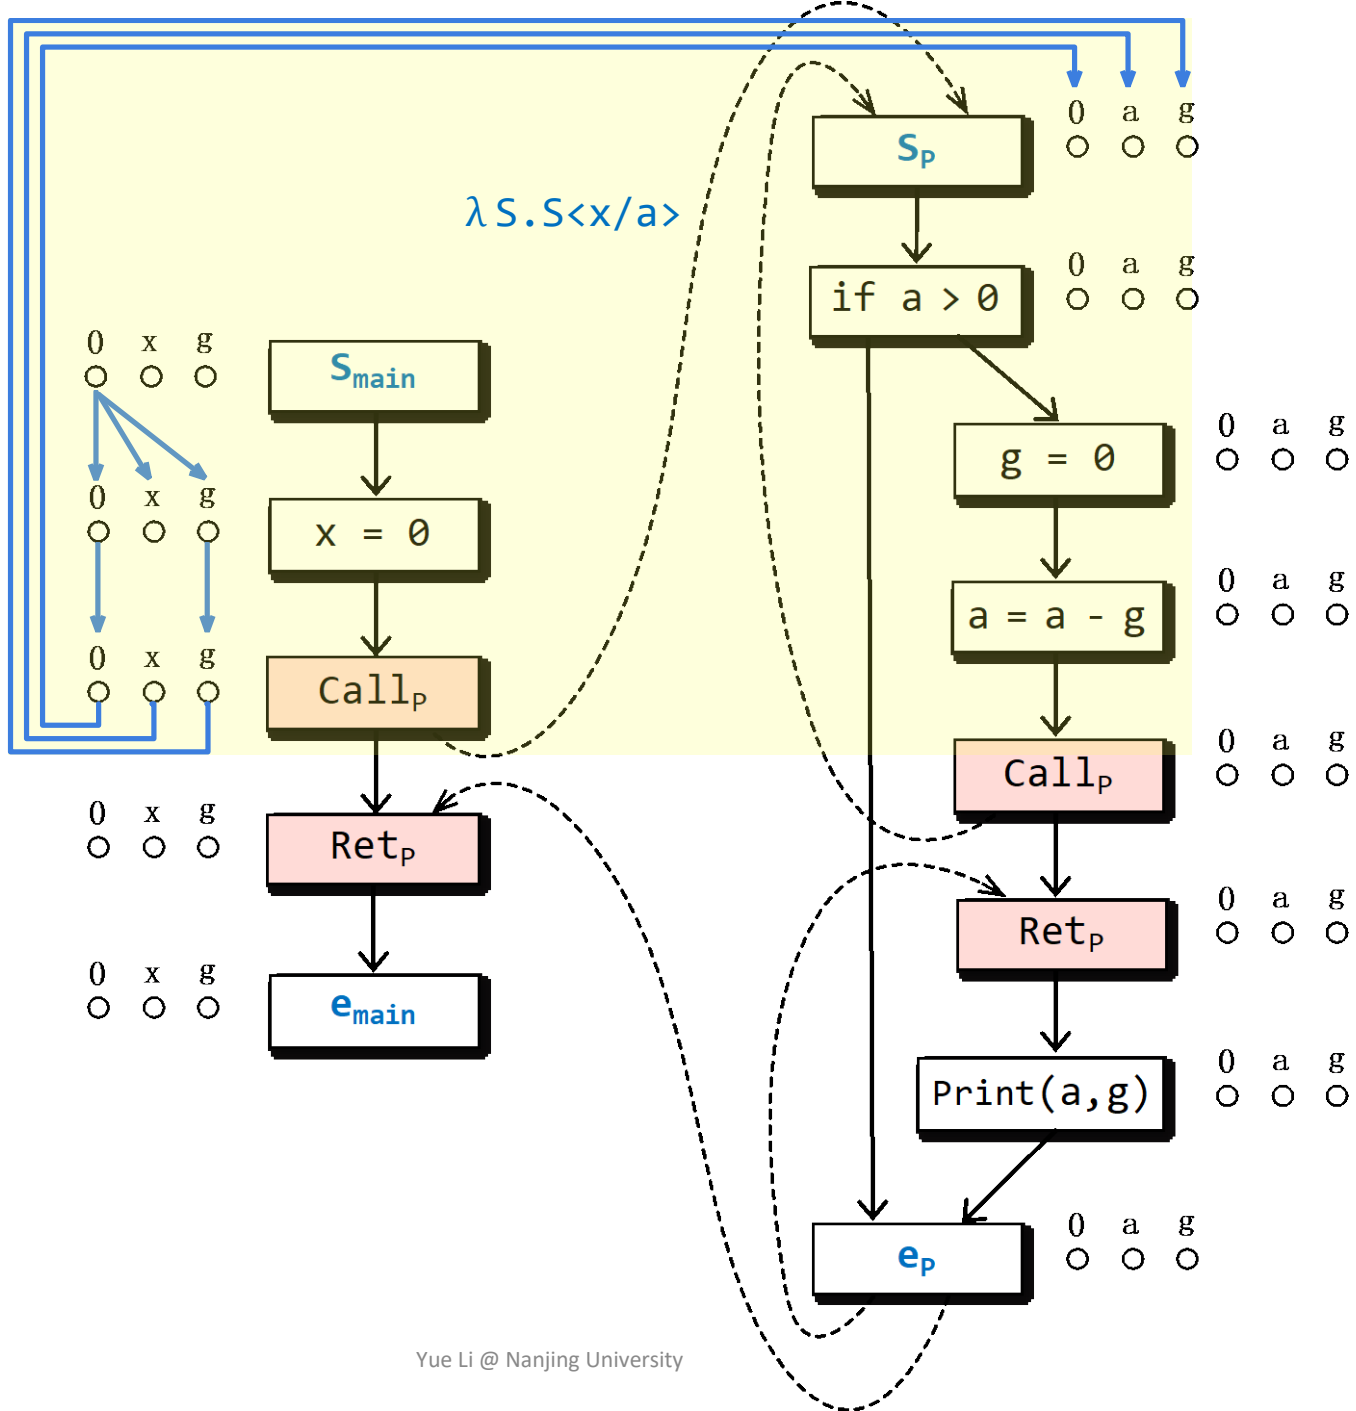 0 a g
S_P
λ S.S<x/a>
0 a g
if a > 0
0 x g
S_main
0 a g
g = 0
0 x g
x = 0
0 a g
a = a - g
0 x g
Call_P
0 a g
Call_P
0 x g
Ret_P
0 a g
Ret_P
0 x g
e_main
0 a g
Print(a,g)
0 a g
e_P
Yue Li @ Nanjing University